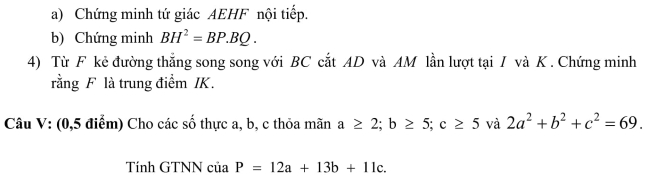 a) Chứng minh tứ giác AEHF nội tiếp.
b) Chứng minh BH² = BP.BQ.
4) Từ F kẻ đường thẳng song song với BC cắt AD và AM lần lượt tại I và K. Chứng minh
rằng F là trung điểm IK.
Câu V: (0,5 điểm) Cho các số thực a, b, c thỏa mãn a ≥ 2; b ≥ 5; c ≥ 5 và 2a² + b² + c² = 69.
Tính GTNN của P = 12a + 13b + 11c.